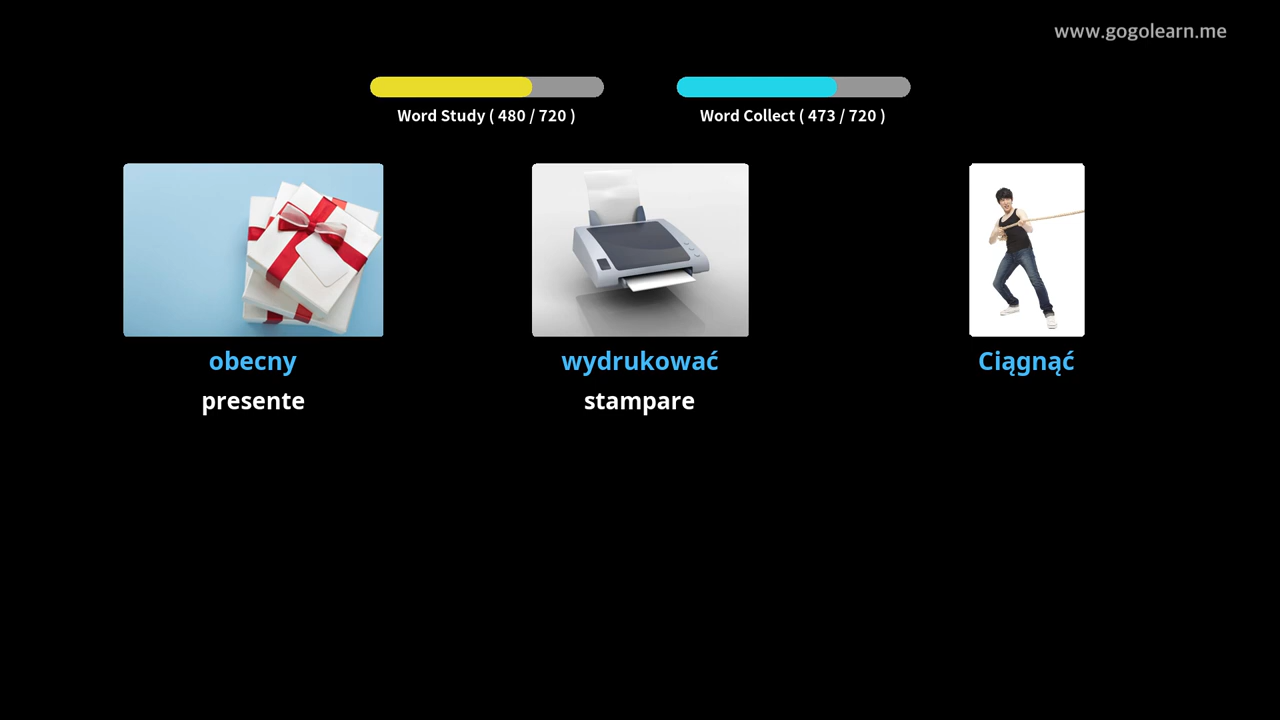 www.gogolearn.me
Word Study ( 480 / 720 )
Word Collect ( 473 / 720 )
obecny
presente
wydrukować
stampare
Ciągnąć